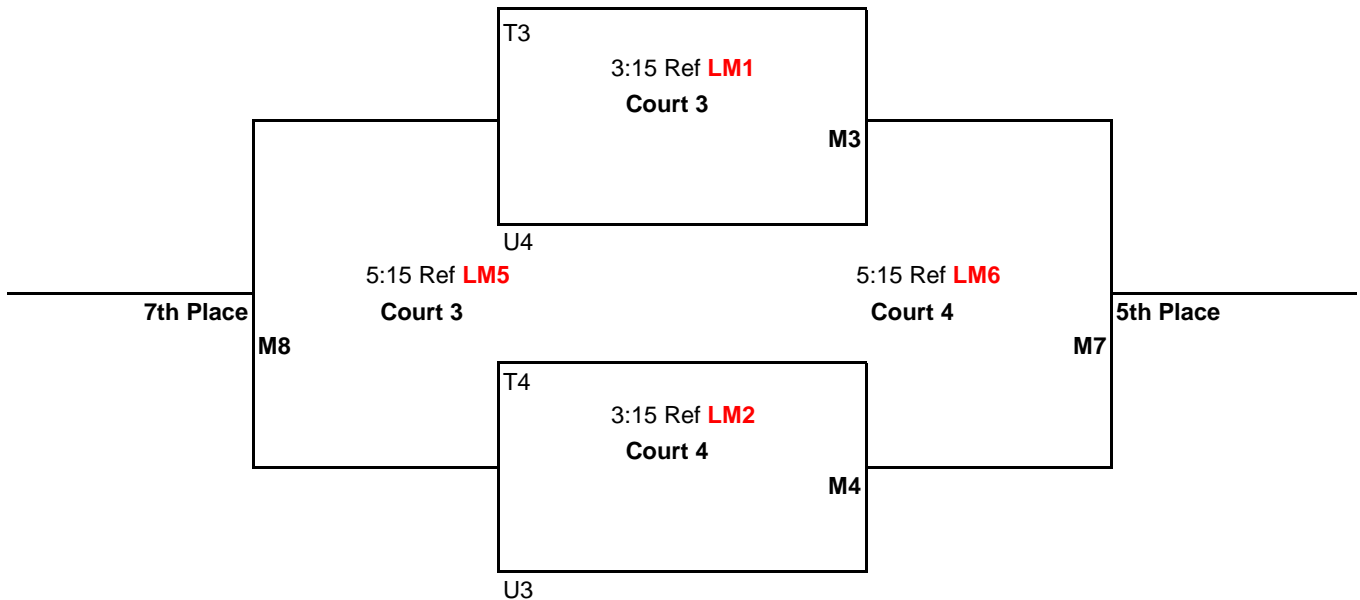 T3
3:15 Ref LM1
Court 3
M3
U4
5:15 Ref LM5
Court 3
5:15 Ref LM6
Court 4
7th Place
5th Place
M8
M7
T4
3:15 Ref LM2
Court 4
M4
U3